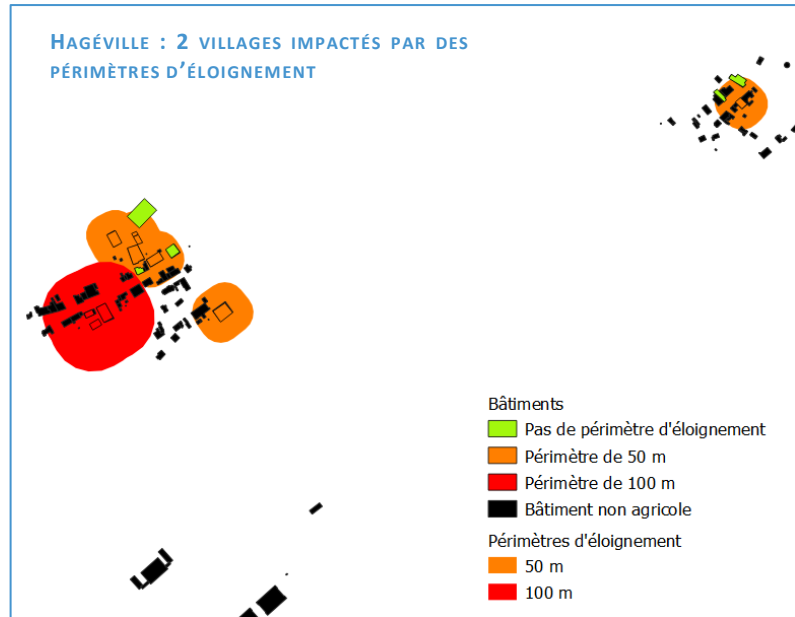 HAGÉVILLE : 2 VILLAGES IMPACTÉS PAR DES
PÉRIMÈTRES D'ÉLOIGNEMENT
Bâtiments
Pas de périmètre d'éloignement
Périmètre de 50 m
Périmètre de 100 m
Bâtiment non agricole
Périmètres d'éloignement
50 m
100 m